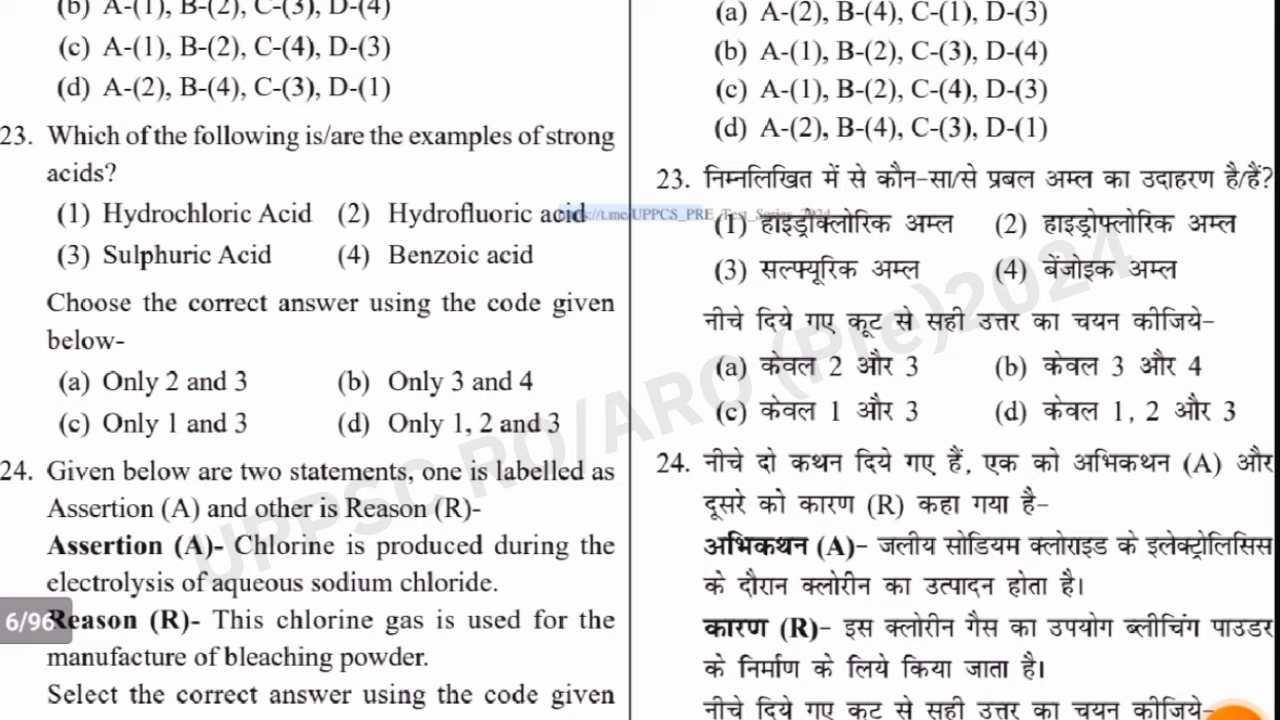 (b) A-(1), B-(2), C-(3), D-(4)
(c) A-(1), B-(2), C-(4), D-(3)
(d) A-(2), B-(4), C-(3), D-(1)
23. Which of the following is/are the examples of strong
acids?
(1) Hydrochloric Acid (2) Hydrofluoric acid
(3) Sulphuric Acid (4) Benzoic acid
Choose the correct answer using the code given
below-
(a) Only 2 and 3 (b) Only 3 and 4
(c) Only 1 and 3 (d) Only 1, 2 and 3
24. Given below are two statements, one is labelled as
Assertion (A) and other is Reason (R)-
Assertion (A)- Chlorine is produced during the
electrolysis of aqueous sodium chloride.
Reason (R)- This chlorine gas is used for the
manufacture of bleaching powder.
Select the correct answer using the code given
(a) A-(2), B-(4), C-(1), D-(3)
(b) A-(1), B-(2), C-(3), D-(4)
(c) A-(1), B-(2), C-(4), D-(3)
(d) A-(2), B-(4), C-(3), D-(1)
23. निम्नलिखित में से कौन-सा/से प्रबल अम्ल का उदाहरण है/हैं?
(1) हाइड्रोक्लोरिक अम्ल (2) हाइड्रोफ्लोरिक अम्ल
(3) सल्फ्यूरिक अम्ल (4) बेंजोइक अम्ल
नीचे दिये गए कूट से सही उत्तर का चयन कीजिये-
(a) केवल 2 और 3 (b) केवल 3 और 4
(c) केवल 1 और 3 (d) केवल 1, 2 और 3
24. नीचे दो कथन दिये गए हैं, एक को अभिकथन (A) और
दूसरे को कारण (R) कहा गया है-
अभिकथन (A)- जलीय सोडियम क्लोराइड के इलेक्ट्रोलिसिस
के दौरान क्लोरीन का उत्पादन होता है।
कारण (R)- इस क्लोरीन गैस का उपयोग ब्लीचिंग पाउडर
के निर्माण के लिये किया जाता है।
नीचे दिये गए कूट से सही उत्तर का चयन कीजिये-
UPPSC RO/ARO (Pre) 2024
6/96